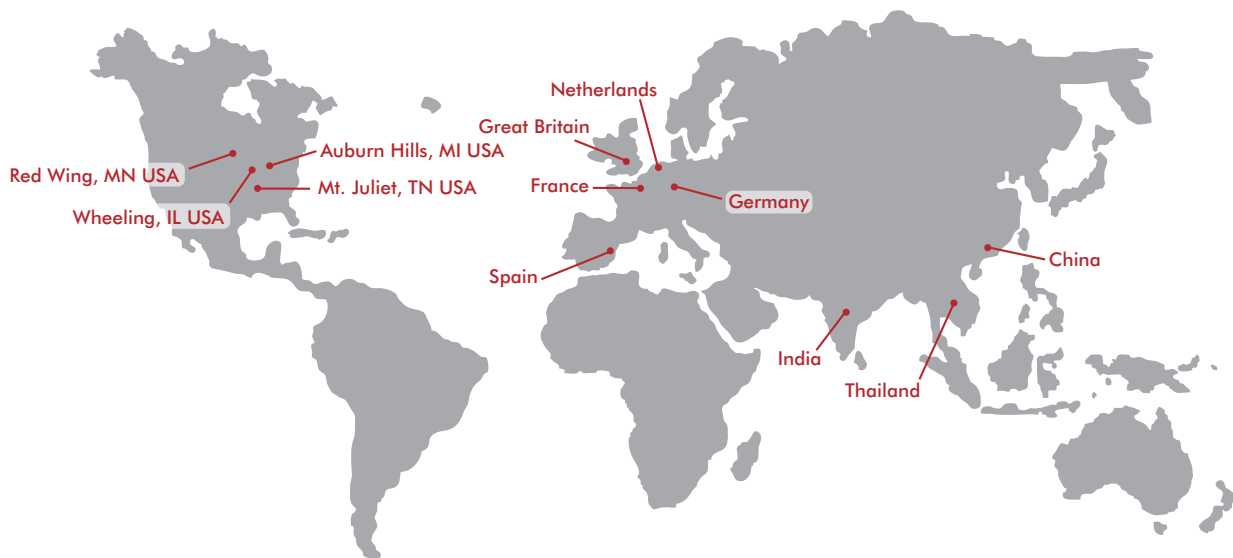 Netherlands
Great Britain
Auburn Hills, MI USA
Red Wing, MN USA
France
Mt. Juliet, TN USA
Germany
Wheeling, IL USA
China
Spain
India
Thailand